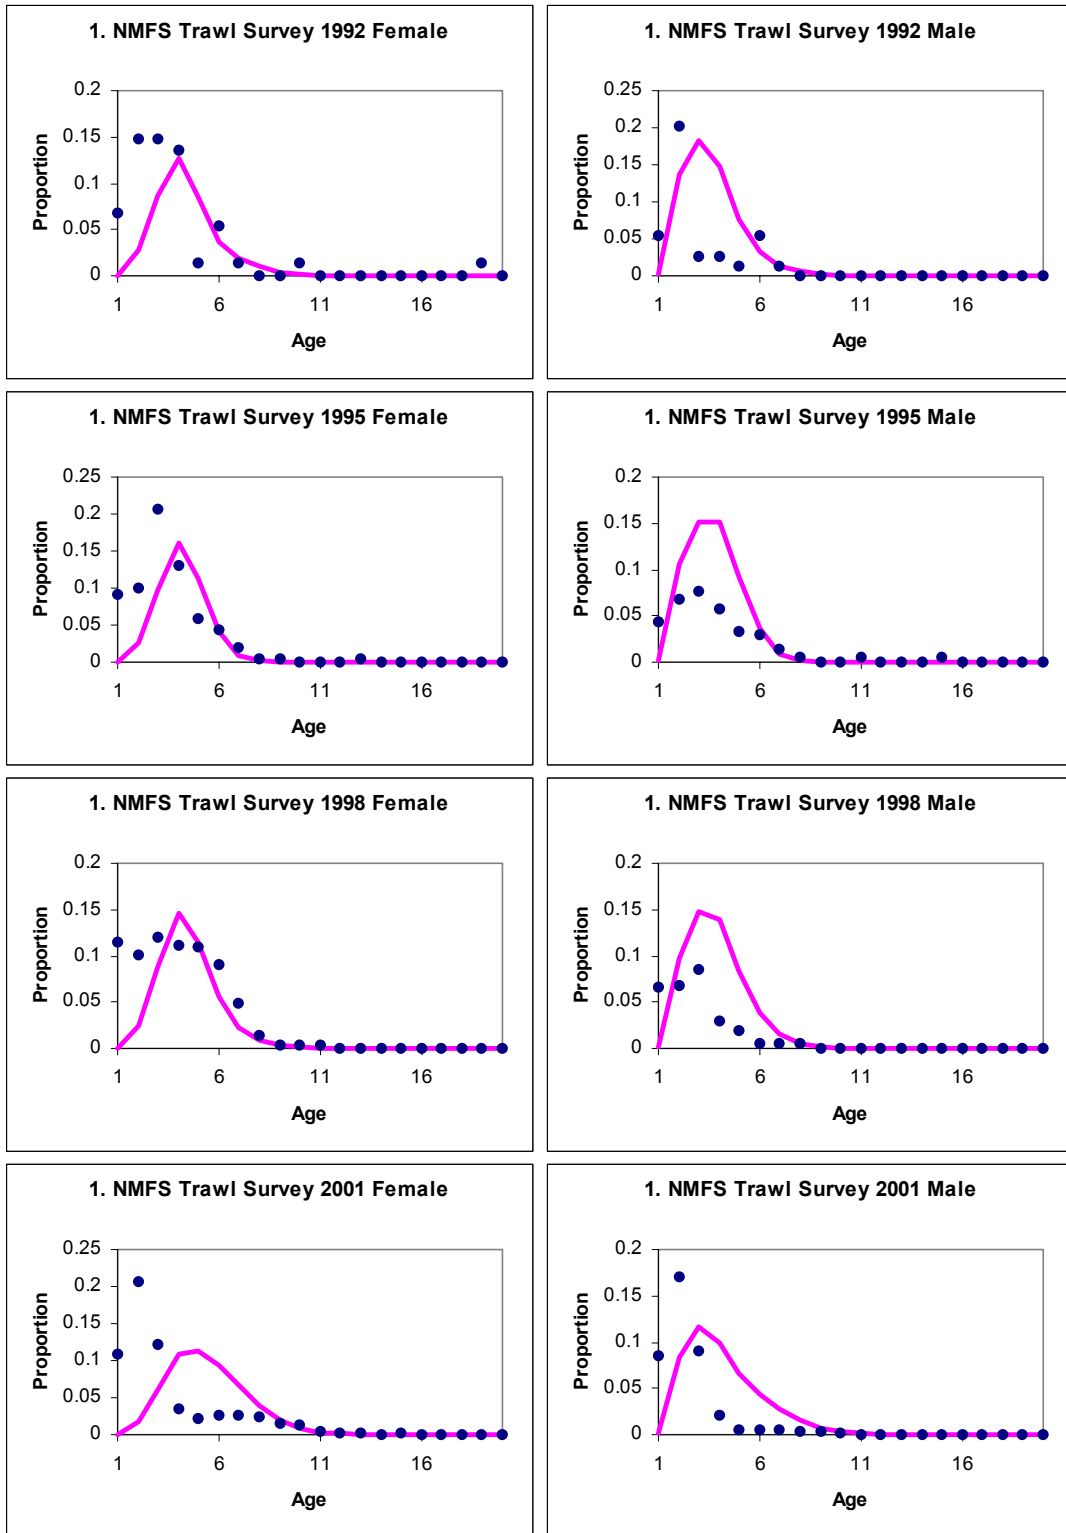 1. NMFS Trawl Survey 1992 Female
0.2
0.15
0.1
0.05
0
Proportion
1 6 11 16
Age
1. NMFS Trawl Survey 1992 Male
0.25
0.2
0.15
0.1
0.05
0
Proportion
1 6 11 16
Age
1. NMFS Trawl Survey 1995 Female
0.25
0.2
0.15
0.1
0.05
0
Proportion
1 6 11 16
Age
1. NMFS Trawl Survey 1995 Male
0.2
0.15
0.1
0.05
0
Proportion
1 6 11 16
Age
1. NMFS Trawl Survey 1998 Female
0.2
0.15
0.1
0.05
0
Proportion
1 6 11 16
Age
1. NMFS Trawl Survey 1998 Male
0.2
0.15
0.1
0.05
0
Proportion
1 6 11 16
Age
1. NMFS Trawl Survey 2001 Female
0.25
0.2
0.15
0.1
0.05
0
Proportion
1 6 11 16
Age
1. NMFS Trawl Survey 2001 Male
0.2
0.15
0.1
0.05
0
Proportion
1 6 11 16
Age